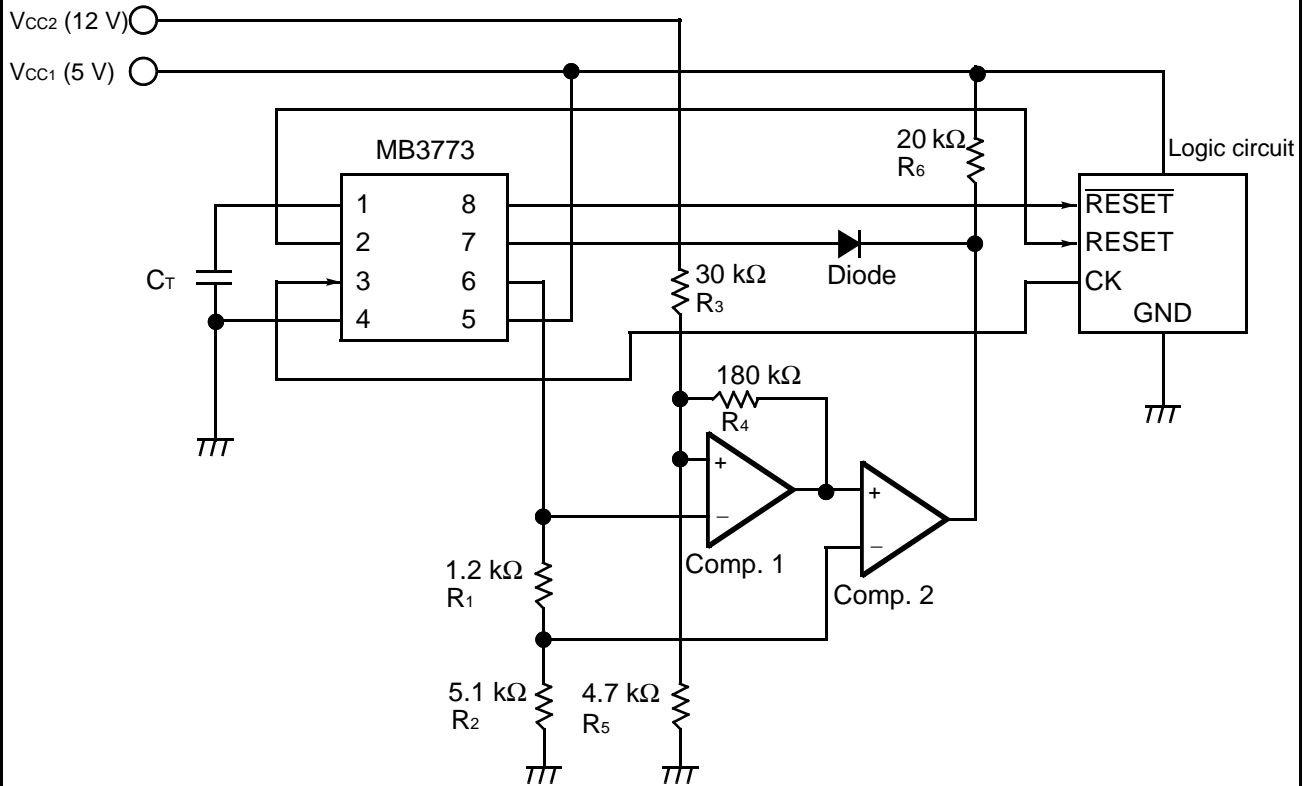 VCC2 (12 V)
VCC1 (5 V)
MB3773
20 kΩ
R6
Logic circuit
1 8
2 7
3 6
4 5
RESET
RESET
CK
GND
CT
Diode
30 kΩ
R3
180 kΩ
R4
+
−
Comp. 1
+
−
Comp. 2
1.2 kΩ
R1
5.1 kΩ
R2
4.7 kΩ
R5